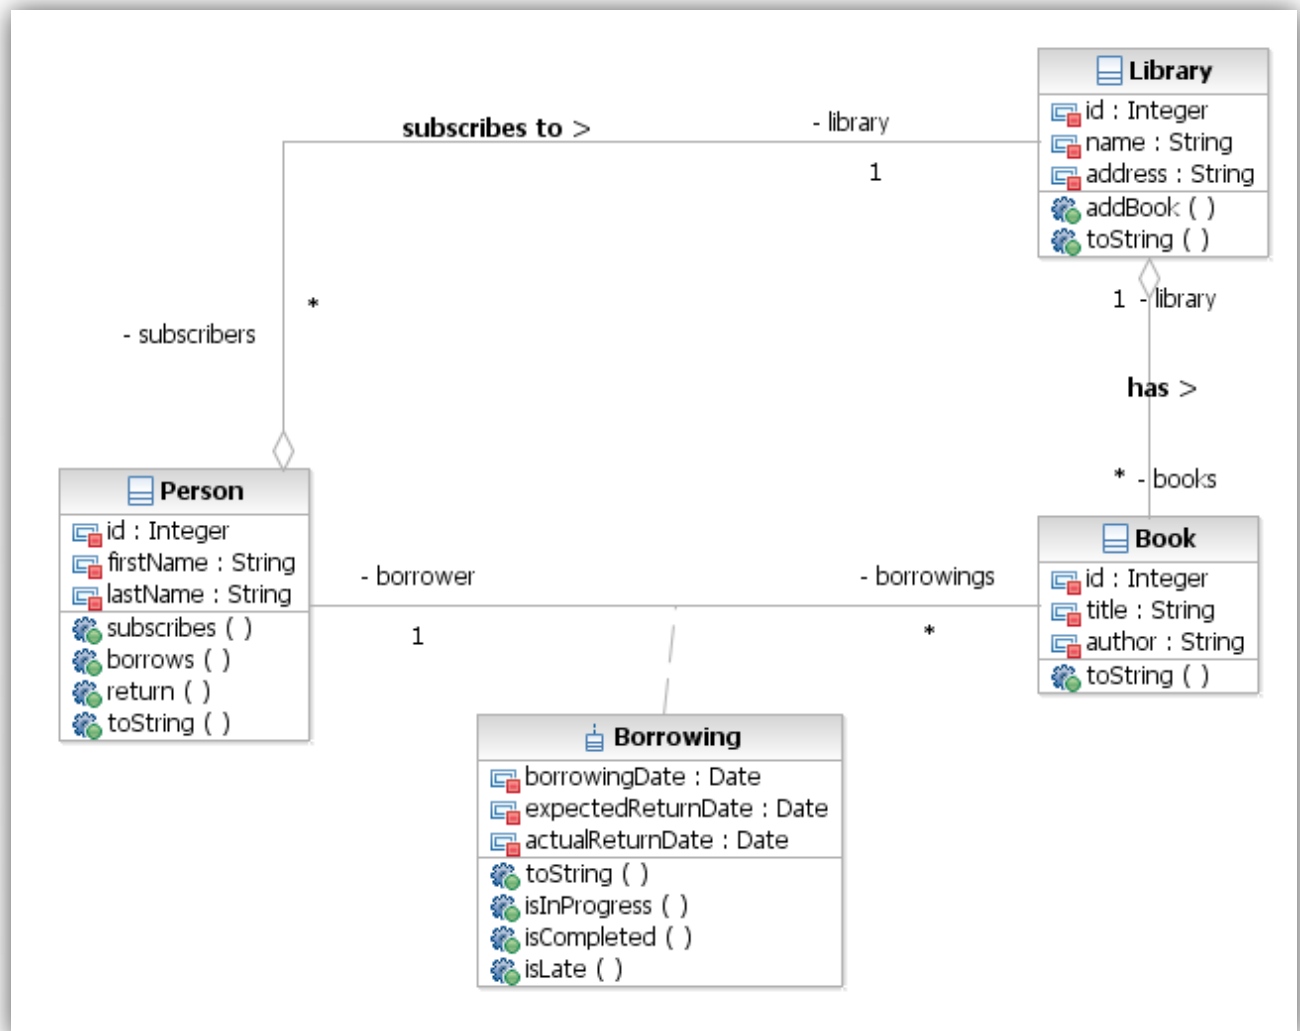 Library
id : Integer
name : String
address : String
addBook ( )
toString ( )
subscribes to >
- library
1
*
- subscribers
1 - library
has >
* - books
Person
id : Integer
firstName : String
lastName : String
subscribes ( )
borrows ( )
return ( )
toString ( )
- borrower
1
- borrowings
*
Book
id : Integer
title : String
author : String
toString ( )
Borrowing
borrowingDate : Date
expectedReturnDate : Date
actualReturnDate : Date
toString ( )
isInProgress ( )
isCompleted ( )
isLate ( )